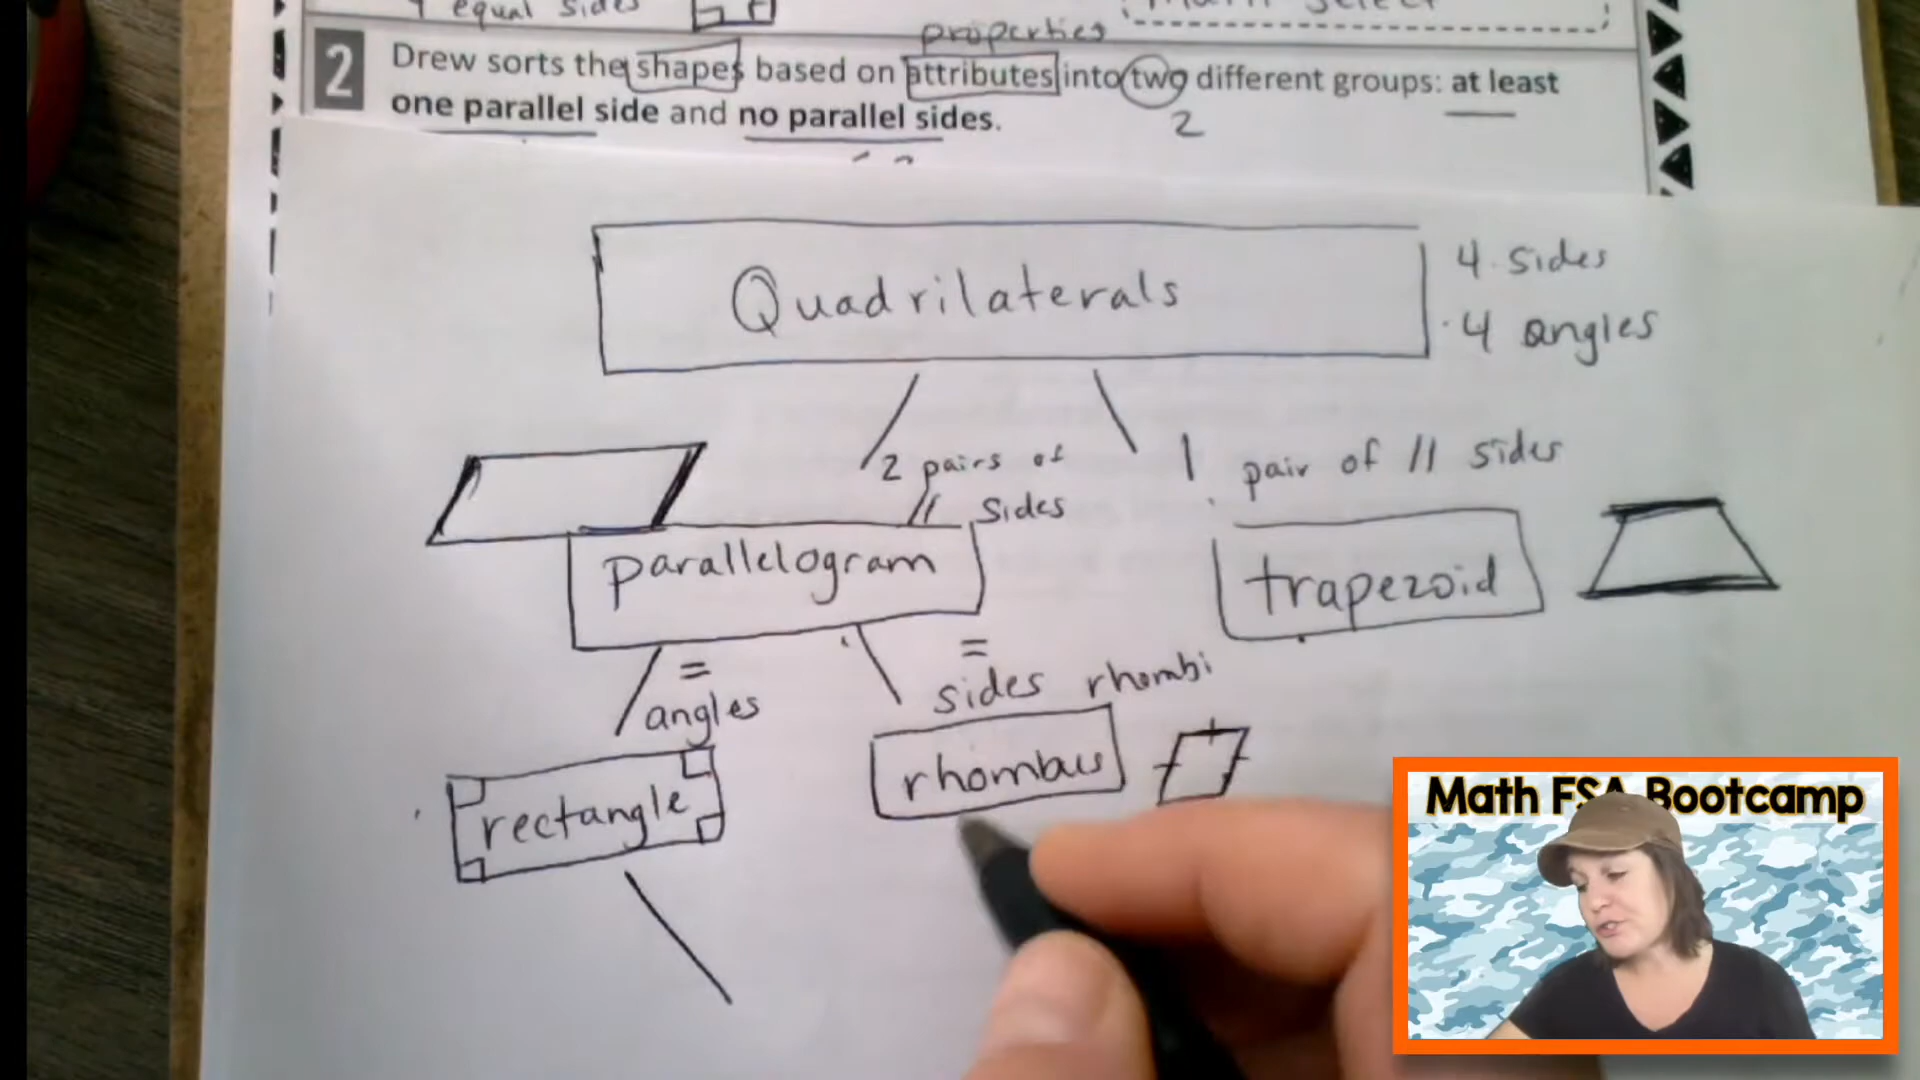 4 equal sides
properties
2 Drew sorts the shapes based on attributes into two different groups: at least
one parallel side and no parallel sides.
2
Quadrilaterals
4 sides
4 angles
2 pairs of
// sides
1 pair of // sides
parallelogram
trapezoid
=
angles
=
sides rhombi
rectangle
rhombus
Math FSA Bootcamp